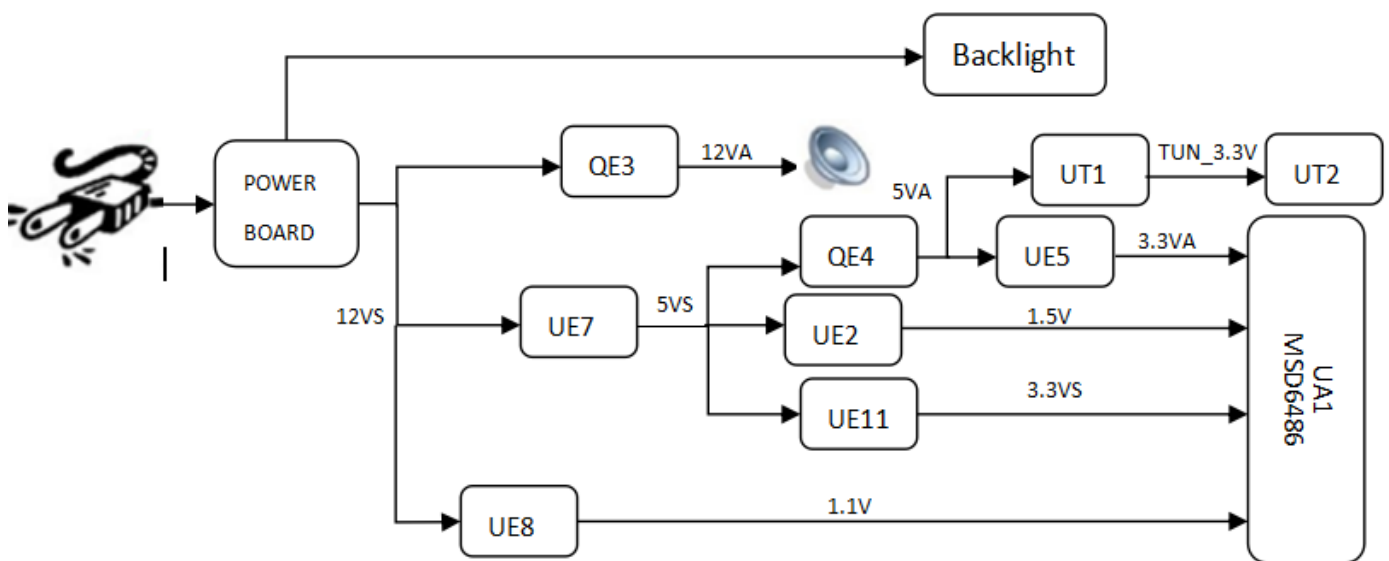 Backlight
POWER
BOARD
QE3
12VA
UT1
TUN_3.3V
UT2
5VA
QE4
UE5
3.3VA
12VS
UE7
5VS
UE2
1.5V
UE11
3.3VS
UE8
1.1V
UA1
MSD6486